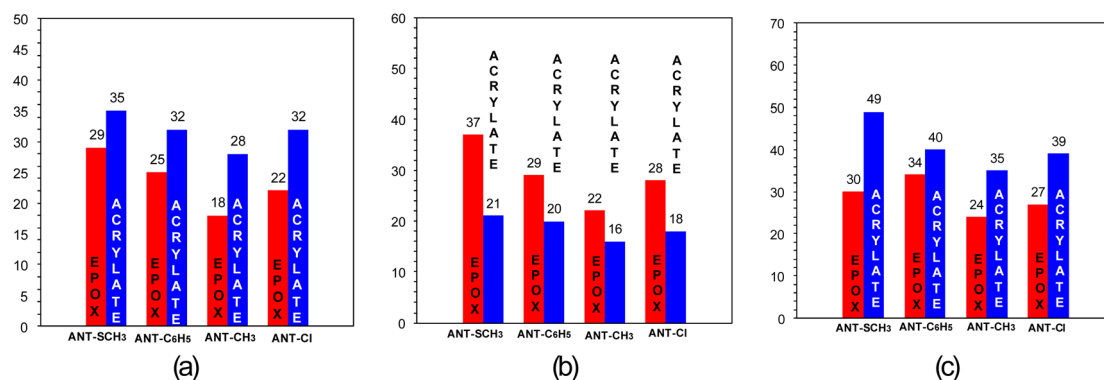 50
45
40
35
30
25
20
15
10
5
0
29
35
25
32
18
28
22
32
EPOX
ACRYLATE
EPOX
ACRYLATE
EPOX
ACRYLATE
EPOX
ACRYLATE
ANT-SCH3
ANT-C6H5
ANT-CH3
ANT-Cl
(a)
60
50
40
30
20
10
0
ACRYLATE
ACRYLATE
ACRYLATE
ACRYLATE
37
21
29
20
22
16
28
18
EPOX
EPOX
EPOX
EPOX
ANT-SCH3
ANT-C6H5
ANT-CH3
ANT-Cl
(b)
70
60
50
40
30
20
10
0
30
49
34
40
24
35
27
39
EPOX
ACRYLATE
EPOX
ACRYLATE
EPOX
ACRYLATE
EPOX
ACRYLATE
ANT-SCH3
ANT-C6H5
ANT-CH3
ANT-Cl
(c)